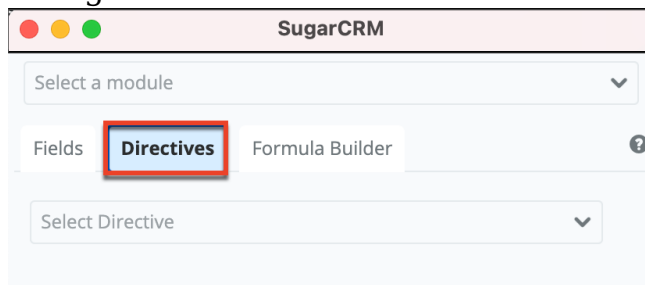 SugarCRM
Select a module
Fields Directives Formula Builder
Select Directive